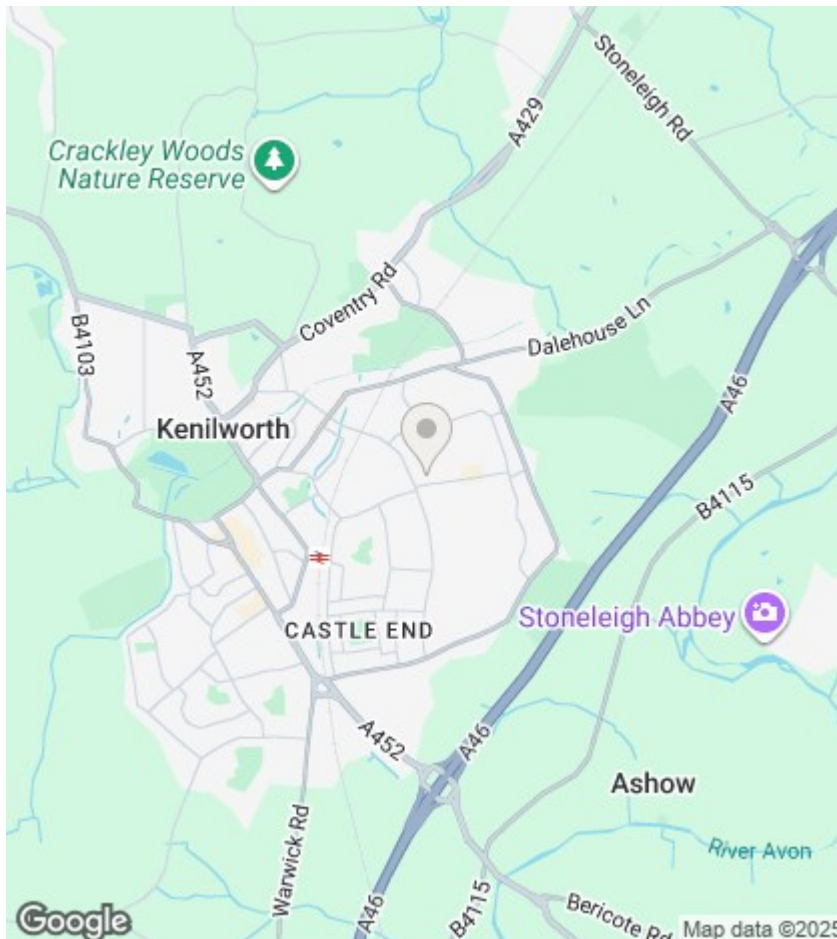 Stoneleigh Rd
A429
Crackley Woods
Nature Reserve
Coventry Rd
Dalehouse Ln
B4103
A452
A46
Kenilworth
B4115
Stoneleigh Abbey
CASTLE END
A452
A46
Ashow
Warwick Rd
River Avon
A46
B4115
Bericote Rd
Google
Map data ©2025